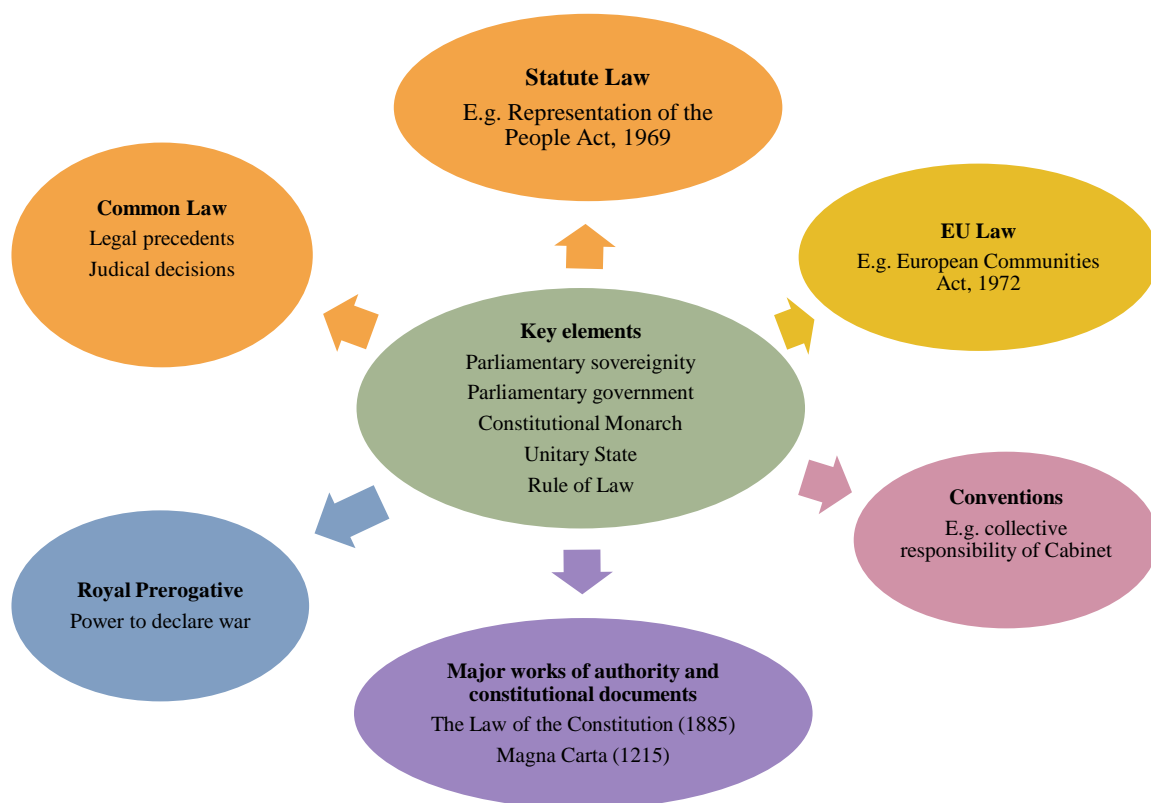 Statute Law
E.g. Representation of the
People Act, 1969
Common Law
Legal precedents
Judical decisions
EU Law
E.g. European Communities
Act, 1972
Key elements
Parliamentary sovereignity
Parliamentary government
Constitutional Monarch
Unitary State
Rule of Law
Conventions
E.g. collective
responsibility of Cabinet
Royal Prerogative
Power to declare war
Major works of authority and
constitutional documents
The Law of the Constitution (1885)
Magna Carta (1215)